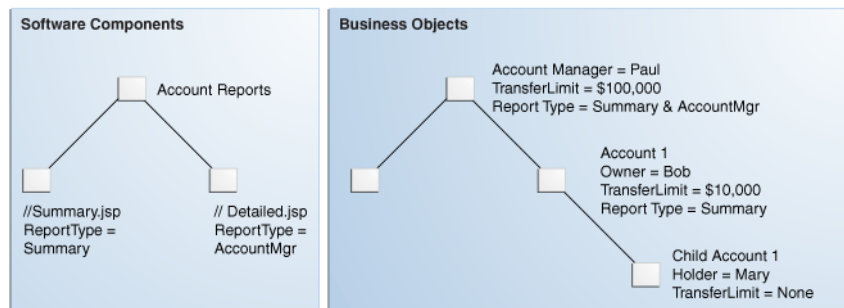 Software Components
Account Reports
//Summary.jsp
ReportType =
Summary
// Detailed.jsp
ReportType =
AccountMgr
Business Objects
Account Manager = Paul
TransferLimit = $100,000
Report Type = Summary & AccountMgr
Account 1
Owner = Bob
TransferLimit = $10,000
Report Type = Summary
Child Account 1
Holder = Mary
TransferLimit = None